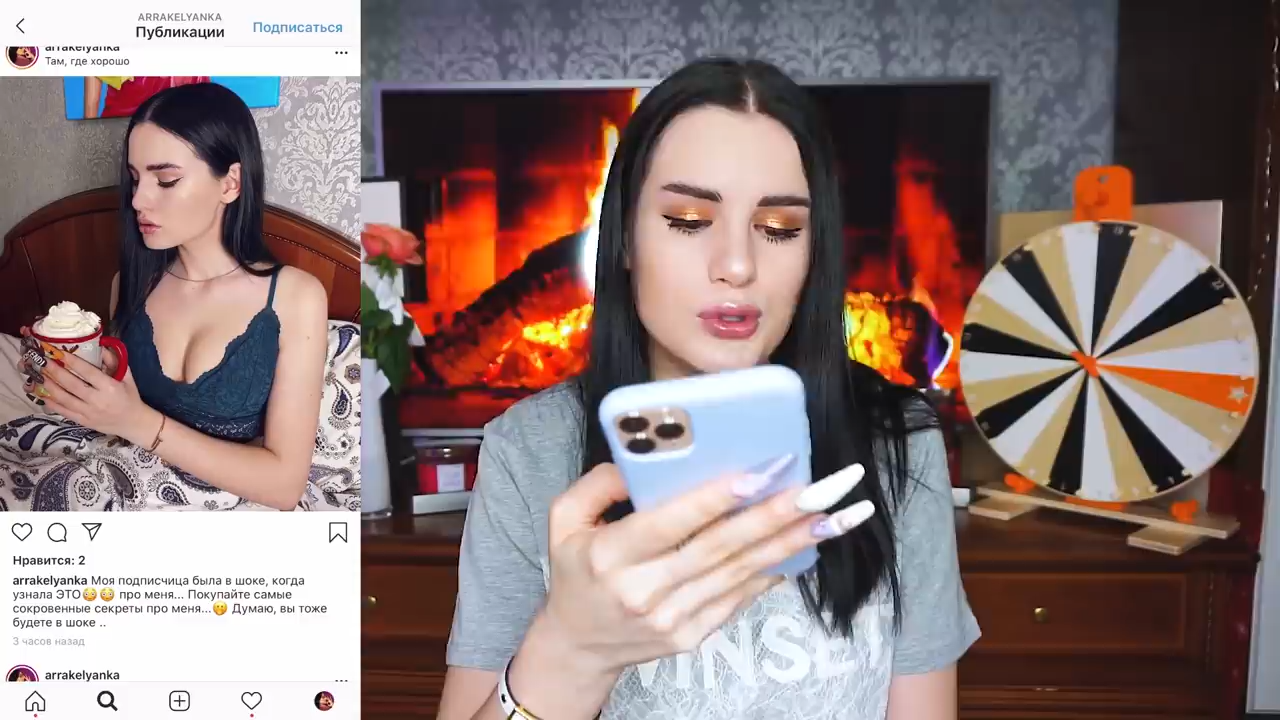 ARRAKELYANKA
Публикации
Подписаться
arrakelyanka
Там, где хорошо
Нравится: 2
arrakelyanka Моя подписчица была в шоке, когда
узнала ЭТО😳😳 про меня... Покупайте самые
сокровенные секреты про меня...🤭 Думаю, вы тоже
будете в шоке ..
3 часов назад
arrakelyanka